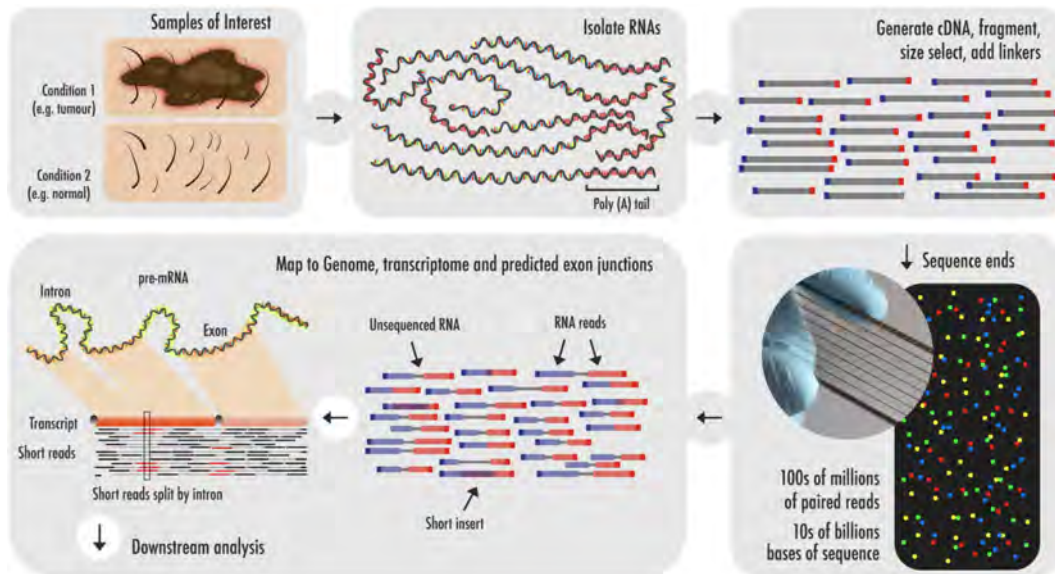 Samples of Interest
Condition 1
(e.g. tumour)
Condition 2
(e.g. normal)
Isolate RNAs
Poly (A) tail
Generate cDNA, fragment,
size select, add linkers
Sequence ends
100s of millions
of paired reads
10s of billions
bases of sequence
Map to Genome, transcriptome and predicted exon junctions
Unsequenced RNA
RNA reads
Short insert
pre-mRNA
Intron
Exon
Transcript
Short reads
Short reads split by intron
Downstream analysis